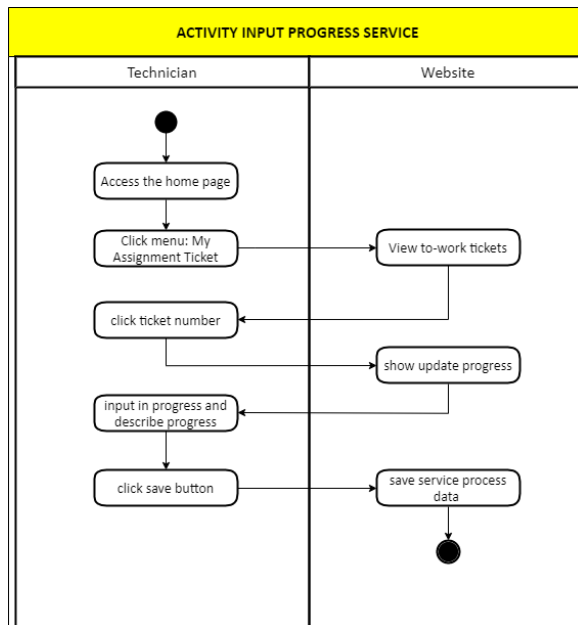 ACTIVITY INPUT PROGRESS SERVICE
Technician
Website
Access the home page
Click menu: My
Assignment Ticket
View to-work tickets
click ticket number
show update progress
input in progress and
describe progress
click save button
save service process
data